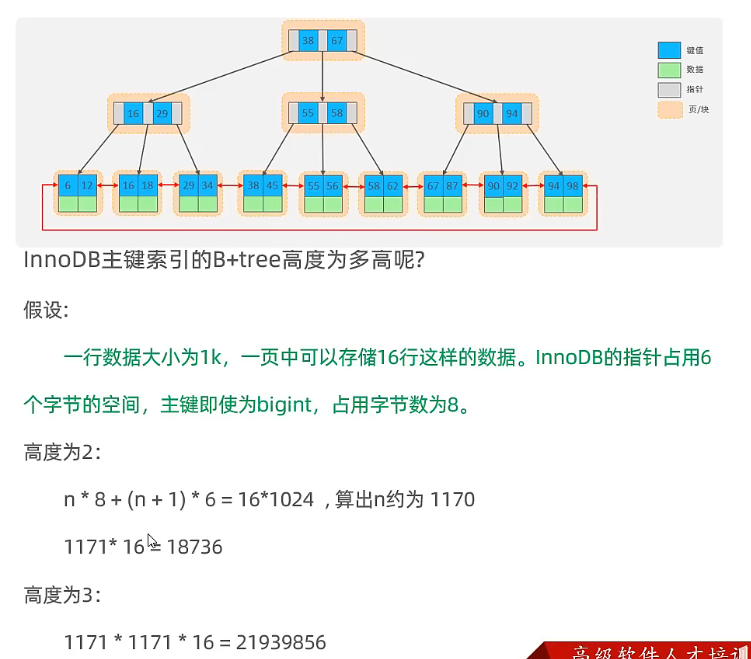 38 67
键值
数据
指针
页/块
16 29
55 58
90 94
6 12 16 18 29 34 38 45 55 56 58 62 67 87 90 92 94 98
InnoDB主键索引的B+tree高度为多高呢?
假设:
一行数据大小为1k，一页中可以存储16行这样的数据。InnoDB的指针占用6
个字节的空间，主键即使为bigint，占用字节数为8。
高度为2：
n * 8 + (n + 1) * 6 = 16*1024 , 算出n约为 1170
1171* 16 = 18736
高度为3：
1171 * 1171 * 16 = 21939856
高级软件人才培训